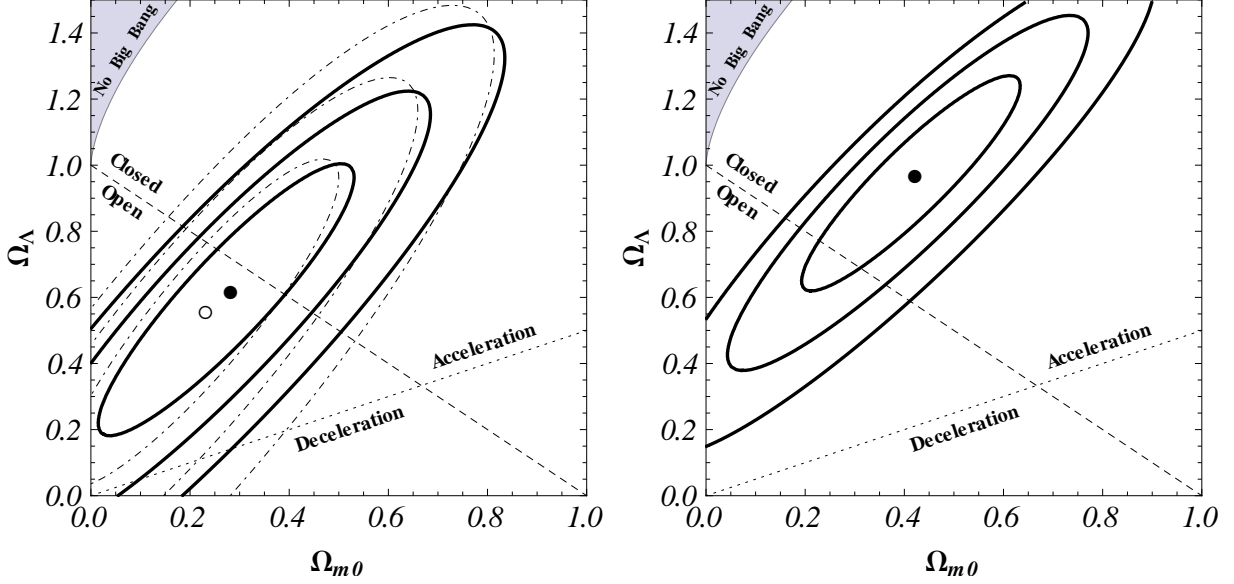 1.4
1.2
1.0
0.8
0.6
0.4
0.2
0.0
Ω_Λ
No Big Bang
Closed
Open
Acceleration
Deceleration
0.0 0.2 0.4 0.6 0.8 1.0
Ω_m0
1.4
1.2
1.0
0.8
0.6
0.4
0.2
0.0
Ω_Λ
No Big Bang
Closed
Open
Acceleration
Deceleration
0.0 0.2 0.4 0.6 0.8 1.0
Ω_m0